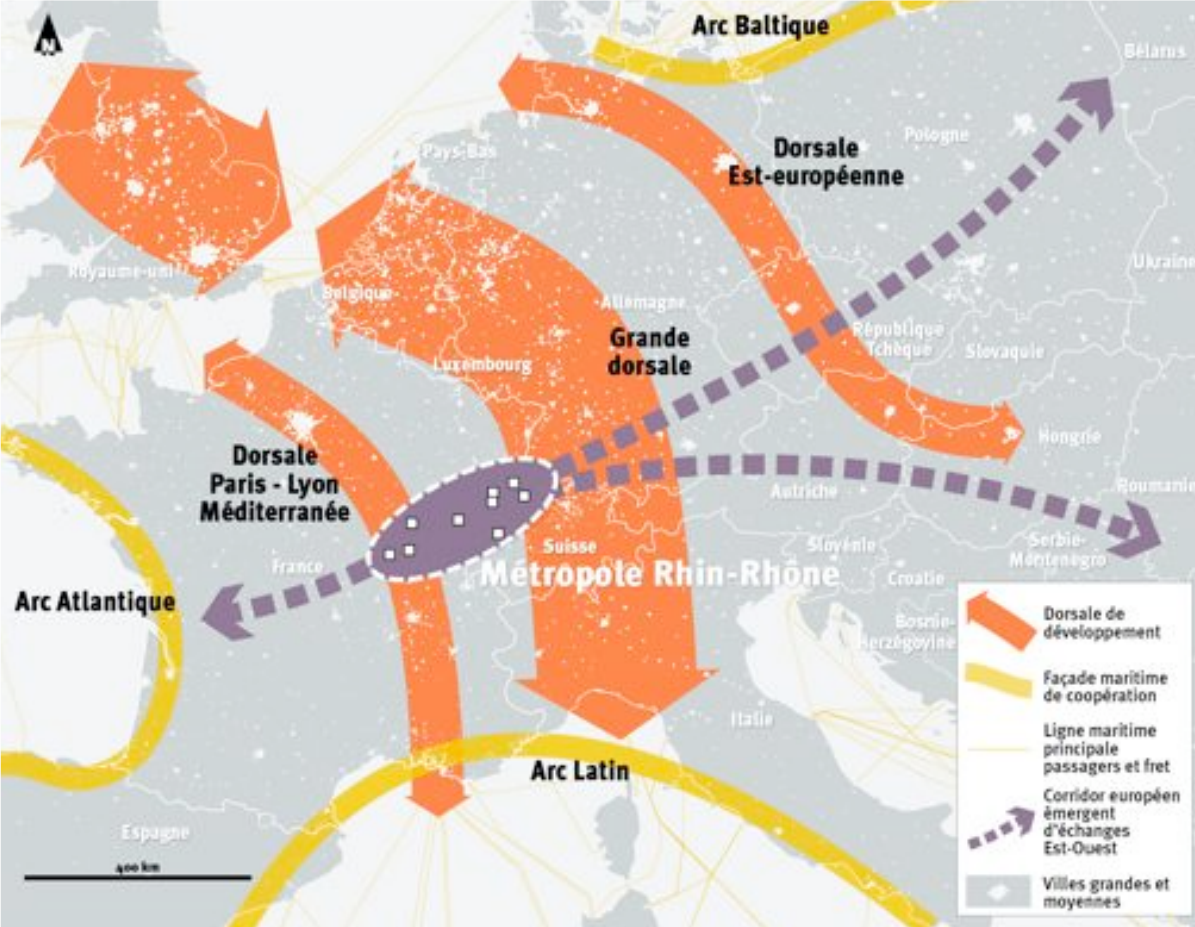 N
Arc Baltique
Bélarus
Pologne
Pays-Bas
Dorsale
Est-européenne
Royaume-uni
Ukraine
Belgique
Allemagne
République
Tchèque
Grande
dorsale
Slovaquie
Luxembourg
Hongrie
Dorsale
Paris - Lyon
Méditerranée
Roumanie
Autriche
France
Suisse
Slovénie
Serbie-
Monténégro
Métropole Rhin-Rhône
Croatie
Arc Atlantique
Bosnie-
Herzégovine
Italie
Arc Latin
Espagne
400 km
Dorsale de
développement
Façade maritime
de coopération
Ligne maritime
principale
passagers et fret
Corridor européen
émergent
d'échanges
Est-Ouest
Villes grandes et
moyennes